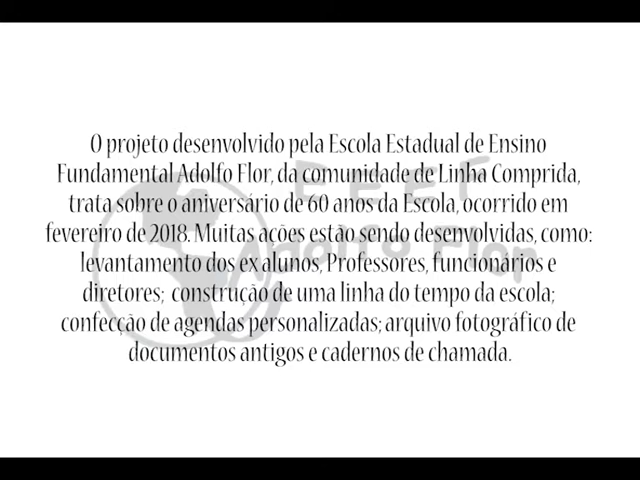 O projeto desenvolvido pela Escola Estadual de Ensino
Fundamental Adolfo Flor, da comunidade de Linha Comprida,
trata sobre o aniversário de 60 anos da Escola, ocorrido em
fevereiro de 2018. Muitas ações estão sendo desenvolvidas, como:
levantamento dos ex alunos, Professores, funcionários e
diretores; construção de uma linha do tempo da escola;
confecção de agendas personalizadas; arquivo fotográfico de
documentos antigos e cadernos de chamada.
E E E F
Adolfo Flor